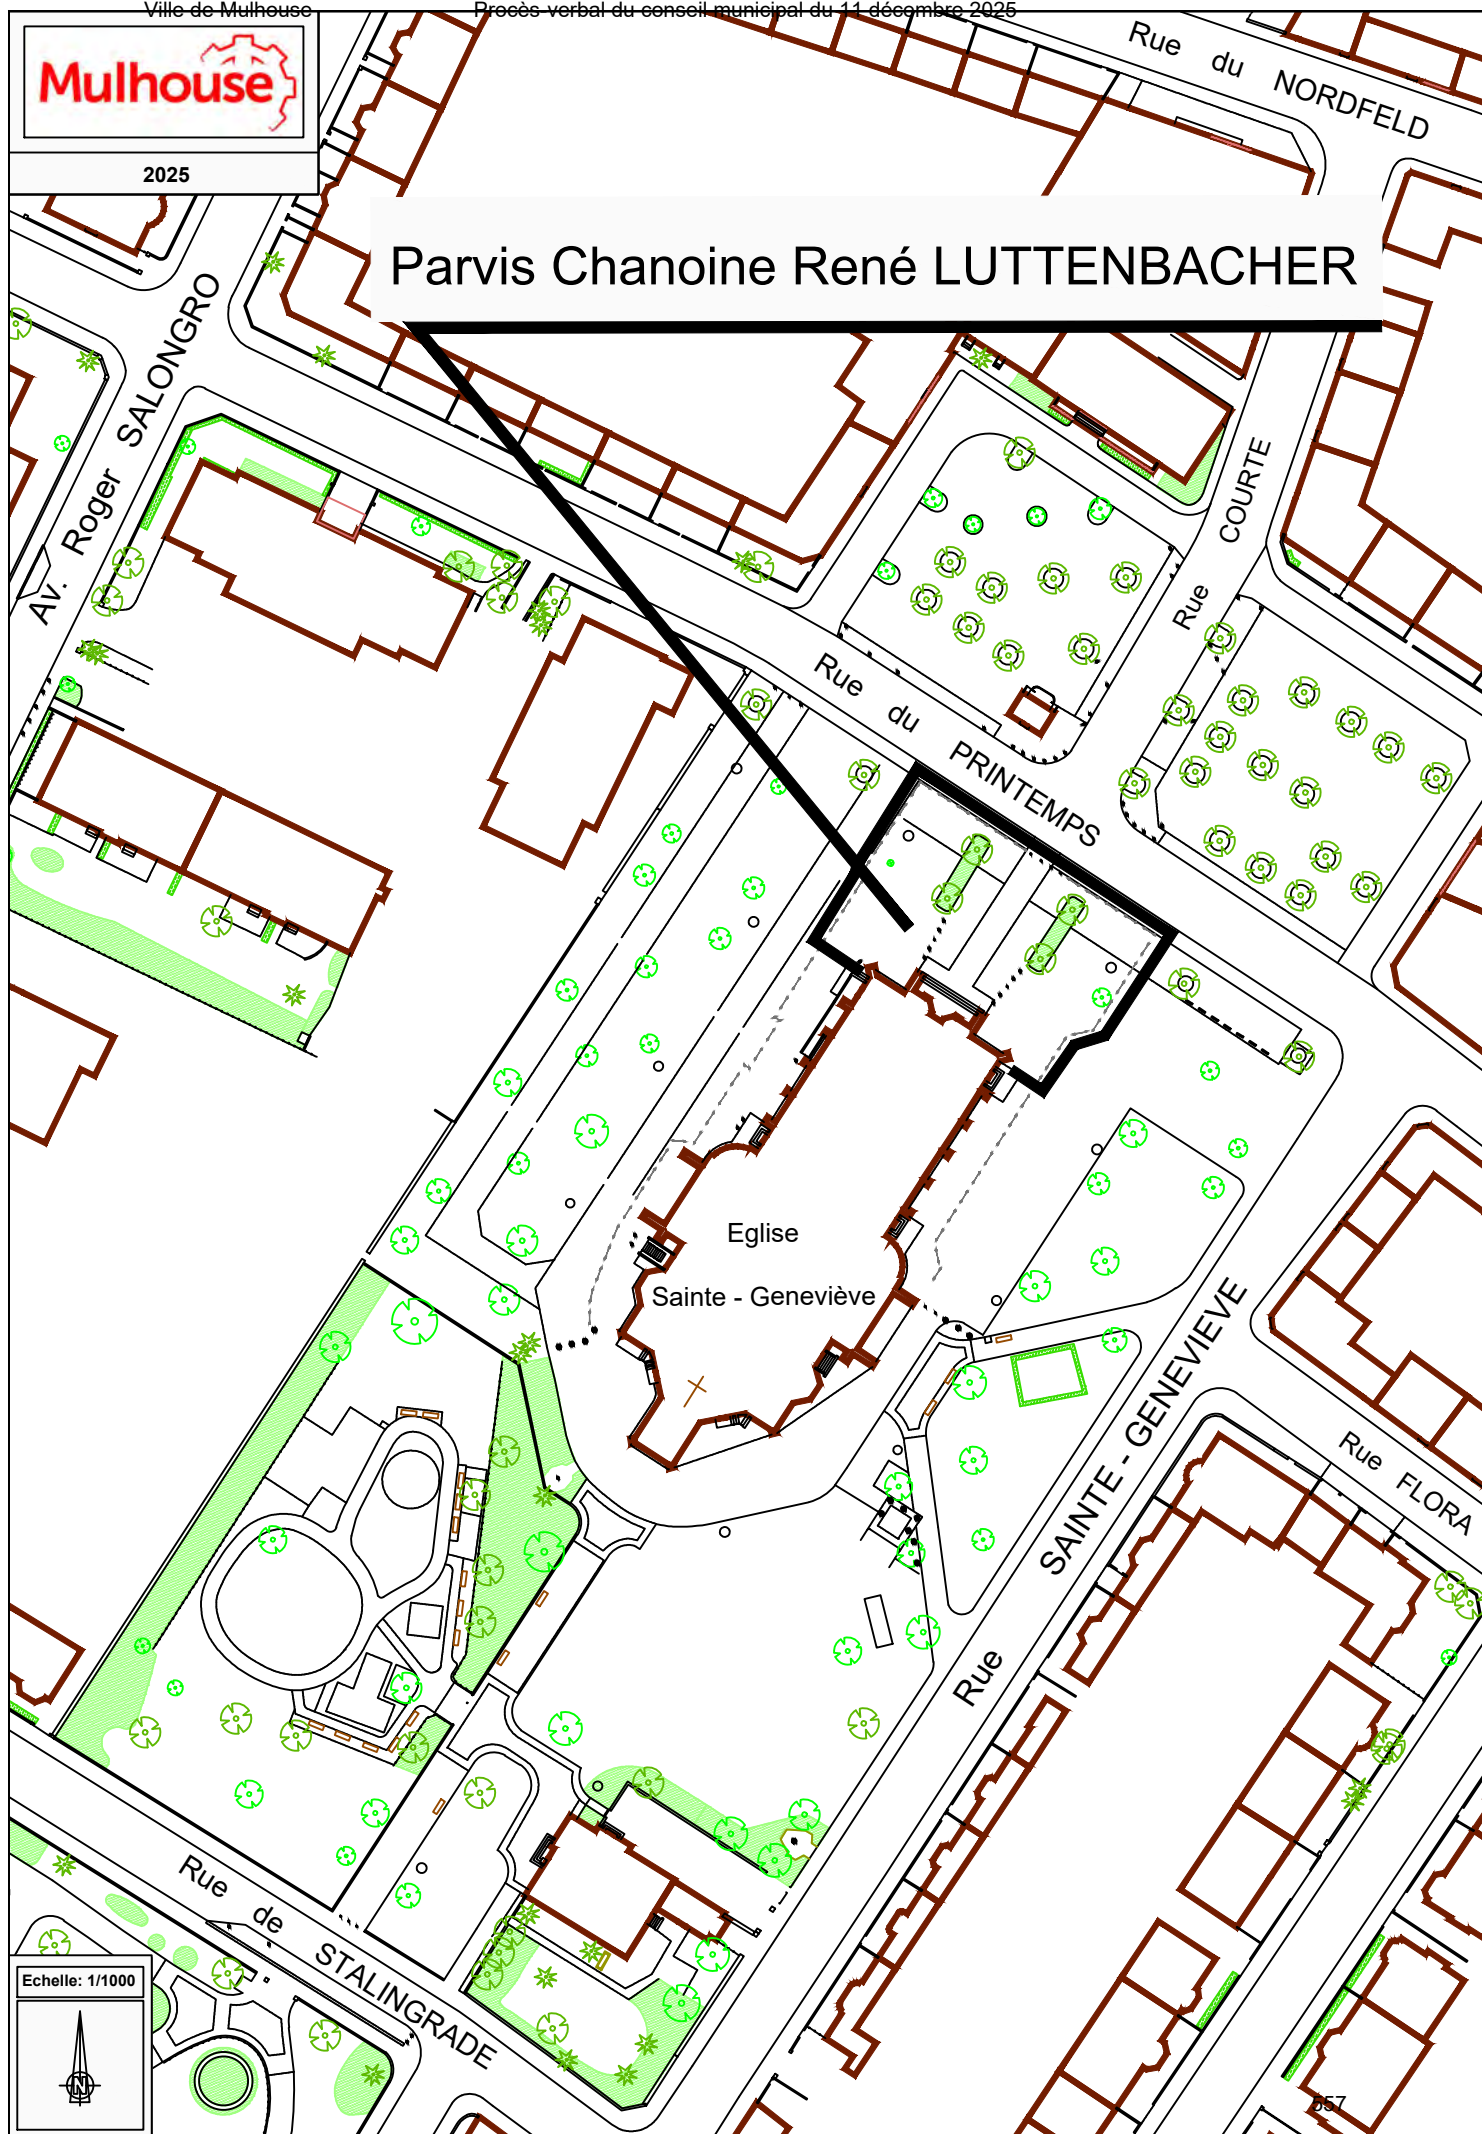 Ville de Mulhouse Procès-verbal du conseil municipal du 11 décembre 2025
Mulhouse
2025
Rue du NORDFELD
Parvis Chanoine René LUTTENBACHER
Av. Roger SALONGRO
Rue COURTE
Rue du PRINTEMPS
Eglise
Sainte - Geneviève
Rue SAINTE - GENEVIEVE
Rue FLORA
Rue de STALINGRADE
Echelle: 1/1000
N
557